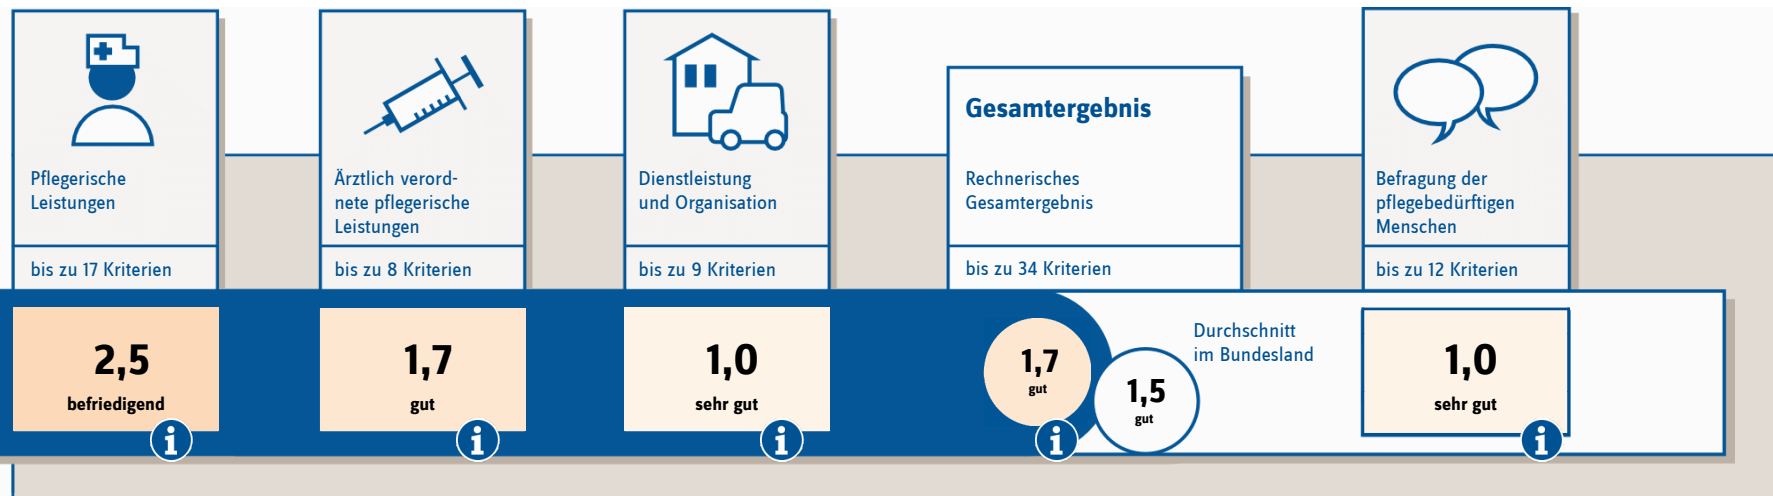 Pflegerische
Leistungen
bis zu 17 Kriterien
2,5
befriedigend
Ärztlich verord-
nete pflegerische
Leistungen
bis zu 8 Kriterien
1,7
gut
Dienstleistung
und Organisation
bis zu 9 Kriterien
1,0
sehr gut
Gesamtergebnis
Rechnerisches
Gesamtergebnis
bis zu 34 Kriterien
1,7
gut
1,5
gut
Durchschnitt
im Bundesland
Befragung der
pflegebedürftigen
Menschen
bis zu 12 Kriterien
1,0
sehr gut